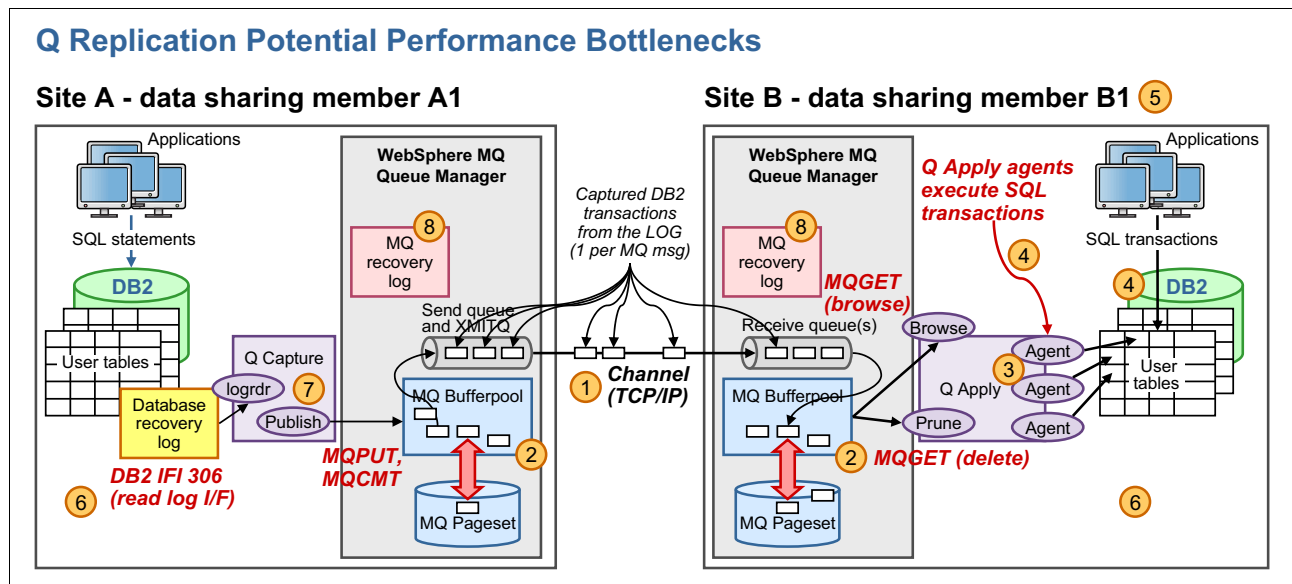 Q Replication Potential Performance Bottlenecks
Site A - data sharing member A1
Site B - data sharing member B1
5
Applications
SQL statements
DB2
User tables
Database
recovery
log
DB2 IFI 306
(read log I/F)
6
Q Capture
logrdr
7
Publish
MQPUT,
MQCMT
WebSphere MQ
Queue Manager
8
MQ
recovery
log
Send queue
and XMITQ
MQ Bufferpool
2
MQ Pageset
Captured DB2
transactions
from the LOG
(1 per MQ msg)
1
Channel
(TCP/IP)
WebSphere MQ
Queue Manager
8
MQ
recovery
log
MQGET
(browse)
Receive queue(s)
MQ Bufferpool
2
MQGET (delete)
MQ Pageset
Q Apply agents
execute SQL
transactions
4
Browse
Q Apply
3
Prune
Agent
Agent
Agent
Applications
SQL transactions
4
DB2
User
tables
6